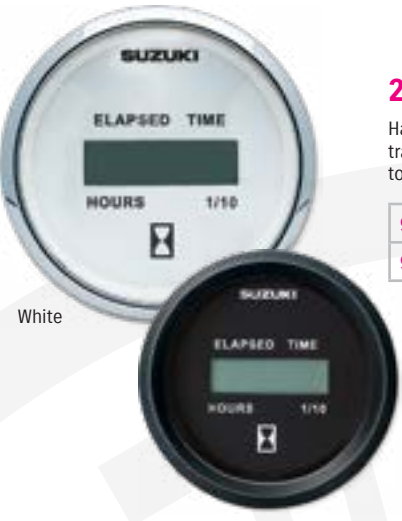 SUZUKI
ELAPSED TIME
HOURS 1/10
White
SUZUKI
ELAPSED TIME
HOURS 1/10
2
Ha
tra
to